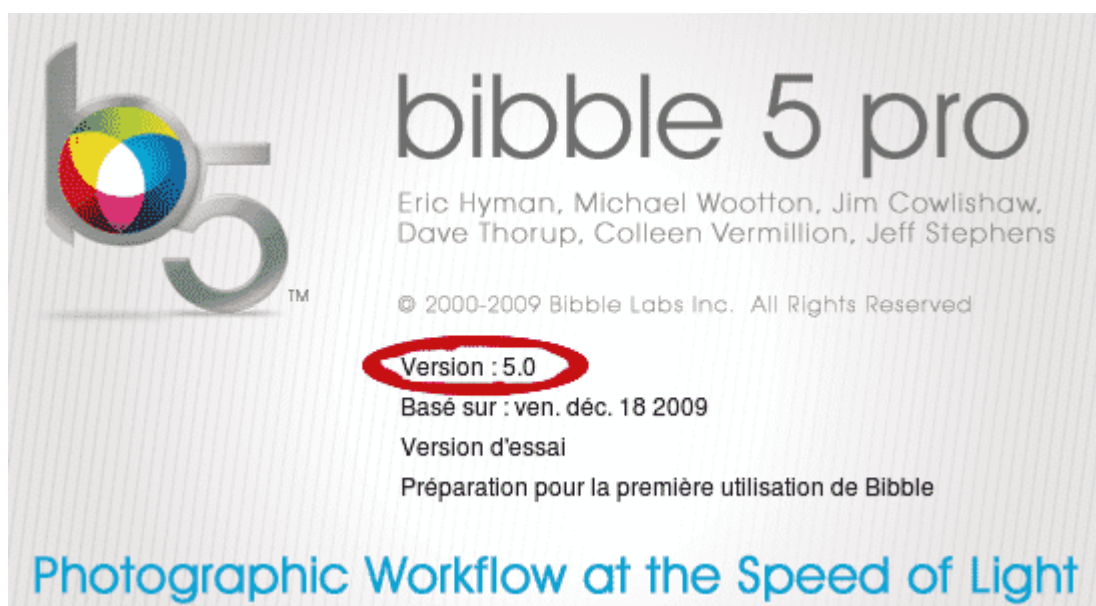 b5
TM
bibble 5 pro
Eric Hyman, Michael Wootton, Jim Cowlishaw,
Dave Thorup, Colleen Vermillion, Jeff Stephens
© 2000-2009 Bibble Labs Inc. All Rights Reserved
Version : 5.0
Basé sur : ven. déc. 18 2009
Version d'essai
Préparation pour la première utilisation de Bibble
Photographic Workflow at the Speed of Light